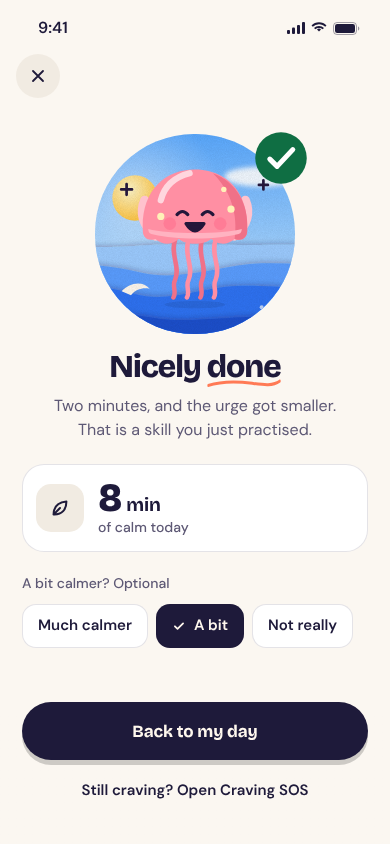 9:41
Nicely done
Two minutes, and the urge got smaller.
That is a skill you just practised.
8 min
of calm today
A bit calmer? Optional
Much calmer
A bit
Not really
Back to my day
Still craving? Open Craving SOS